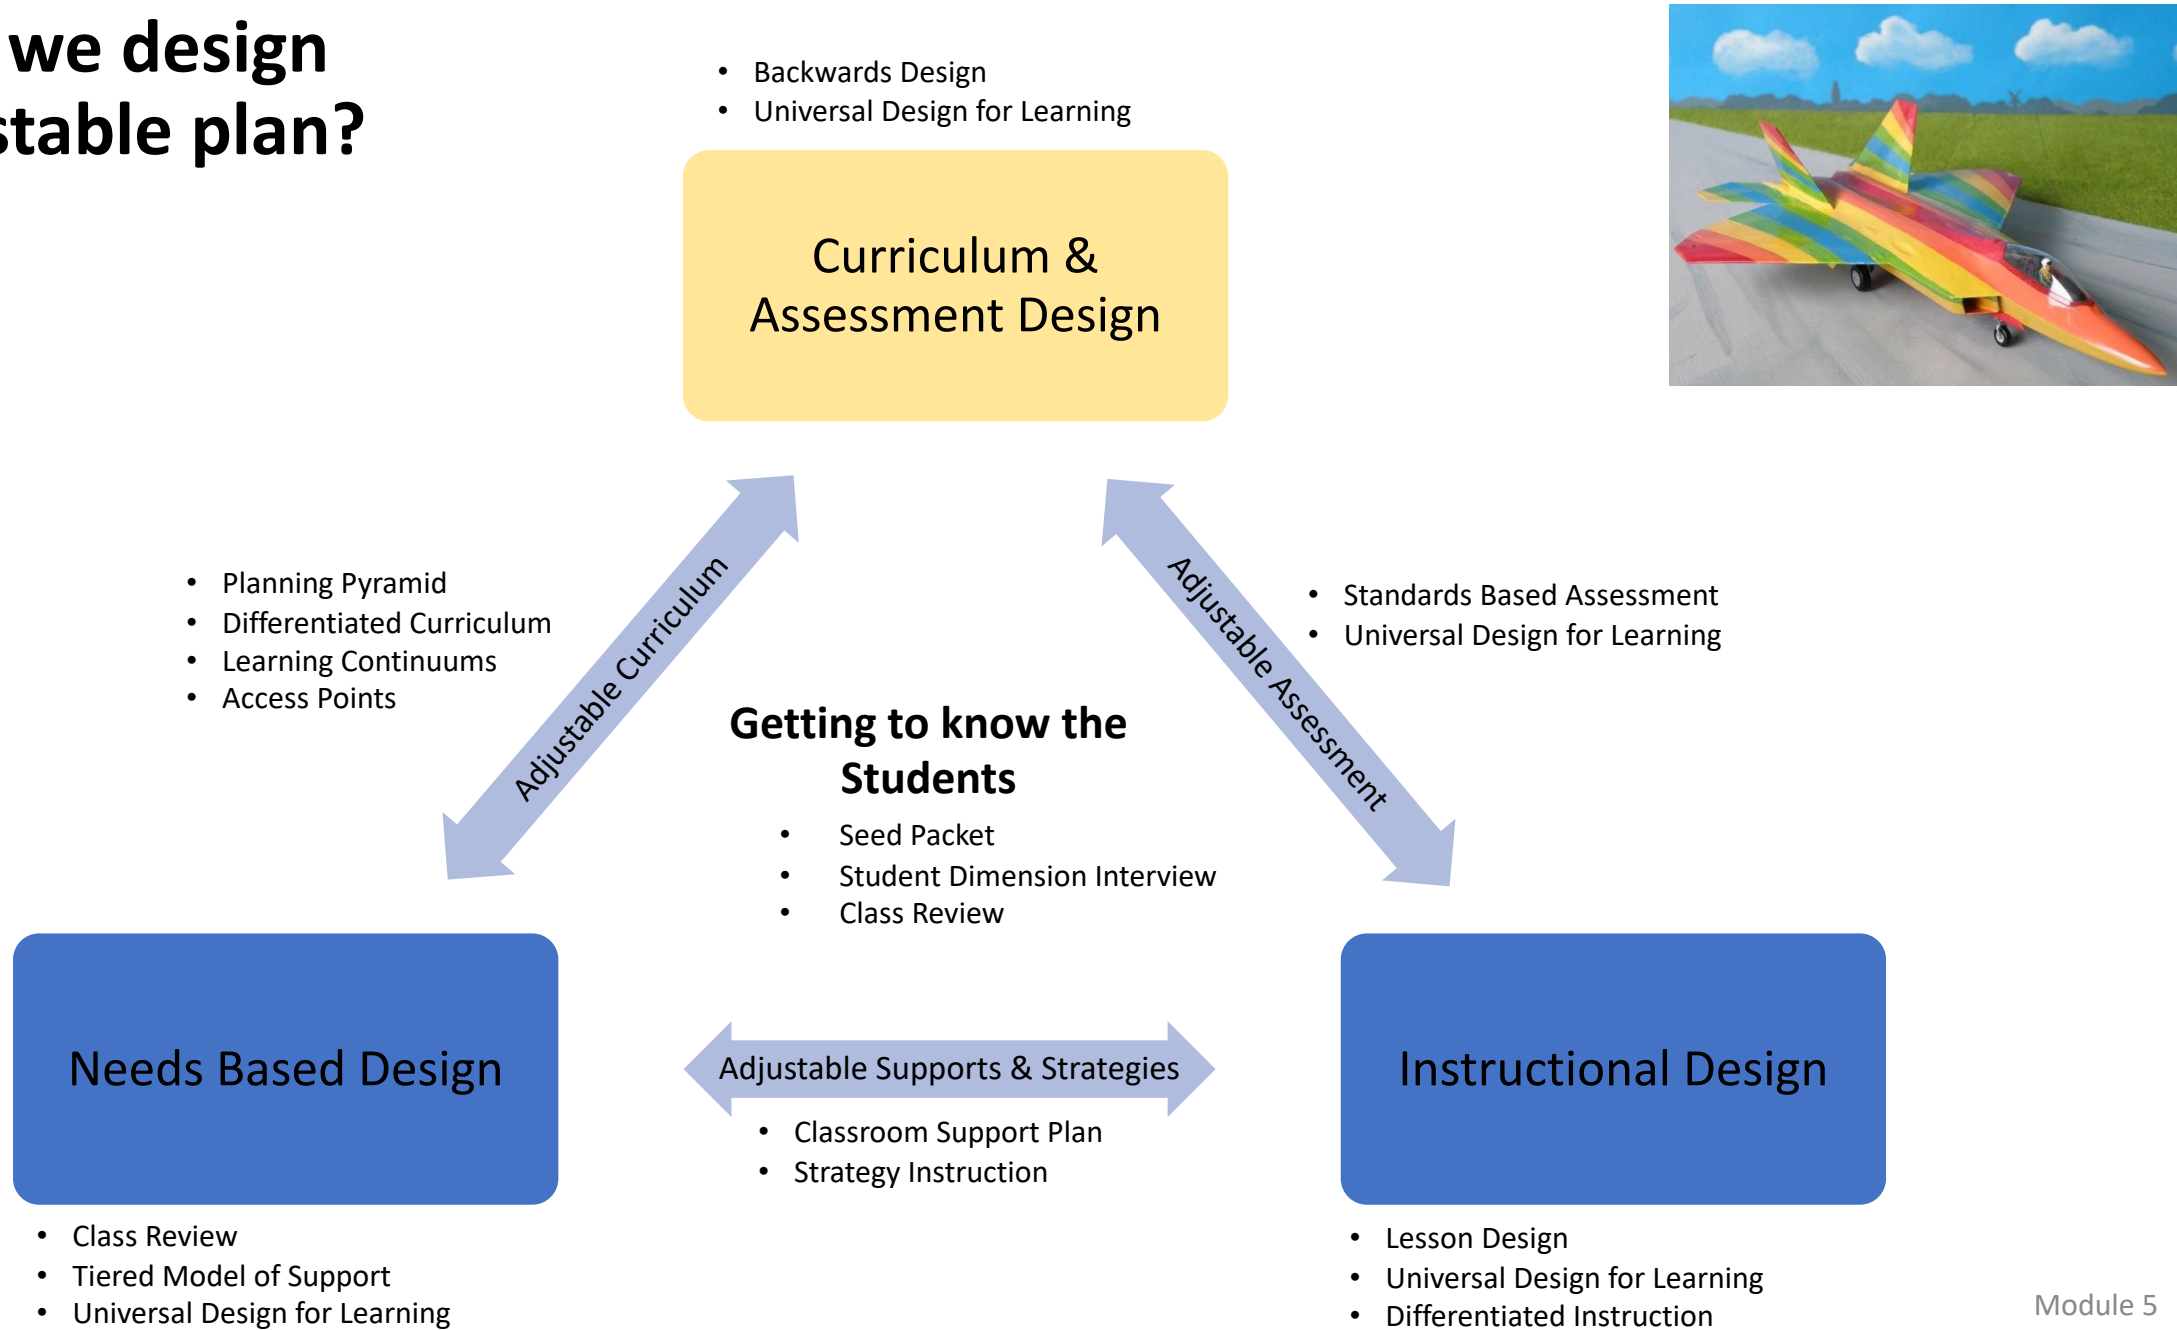 we design
stable plan?
• Backwards Design
• Universal Design for Learning
Curriculum &
Assessment Design
• Planning Pyramid
• Differentiated Curriculum
• Learning Continuums
• Access Points
Adjustable Curriculum
Adjustable Assessment
• Standards Based Assessment
• Universal Design for Learning
Getting to know the
Students
• Seed Packet
• Student Dimension Interview
• Class Review
Needs Based Design
Adjustable Supports & Strategies
Instructional Design
• Classroom Support Plan
• Strategy Instruction
• Class Review
• Tiered Model of Support
• Universal Design for Learning
• Lesson Design
• Universal Design for Learning
• Differentiated Instruction
Module 5